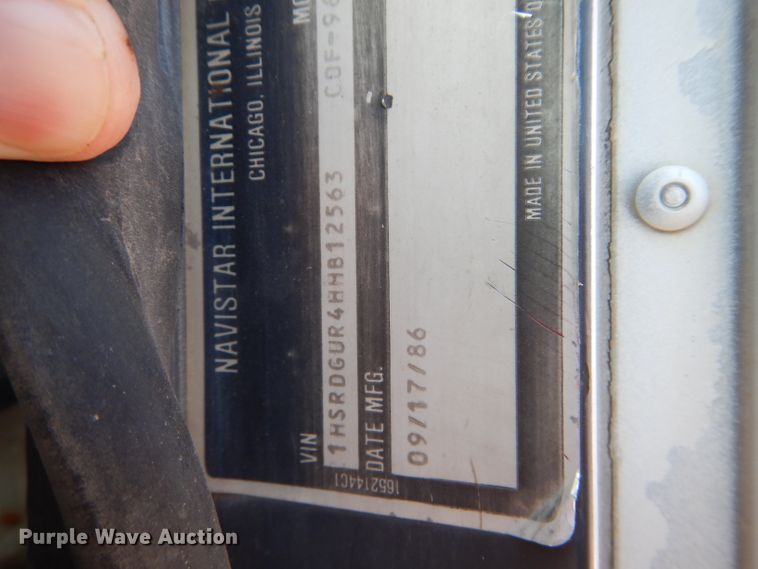 NAVISTAR INTERNATIONAL
CHICAGO, ILLINOIS
VIN
1HSRDGUR4HHB12563 COF-96
DATE MFG.
09/17/86
MADE IN UNITED STATES
1652144C1
Purple Wave Auction